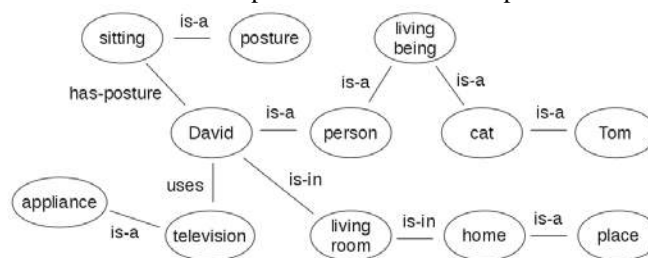 is-a
living
being
sitting
posture
is-a
is-a
has-posture
is-a
is-a
David
person
cat
Tom
uses
is-in
appliance
is-a
television
living
room
is-in
home
is-a
place